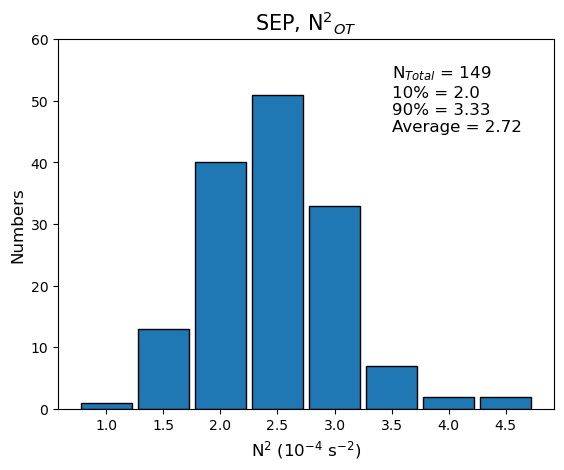 SEP, N²_OT
N_Total = 149
10% = 2.0
90% = 3.33
Average = 2.72
Numbers
60
50
40
30
20
10
0
1.0 1.5 2.0 2.5 3.0 3.5 4.0 4.5
N² (10⁻⁴ s⁻²)